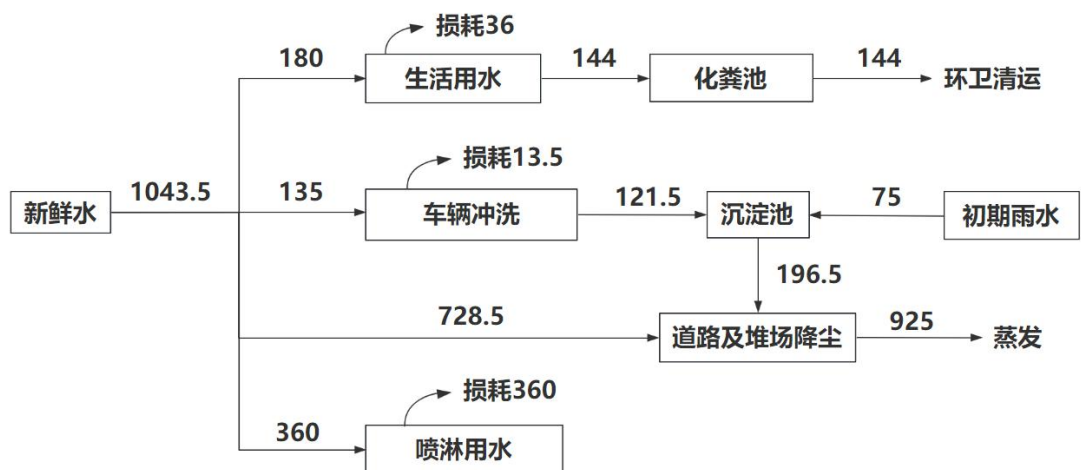 损耗36
180
生活用水
144
化粪池
144
环卫清运
损耗13.5
新鲜水
1043.5
135
车辆冲洗
121.5
沉淀池
75
初期雨水
196.5
728.5
道路及堆场降尘
925
蒸发
损耗360
360
喷淋用水